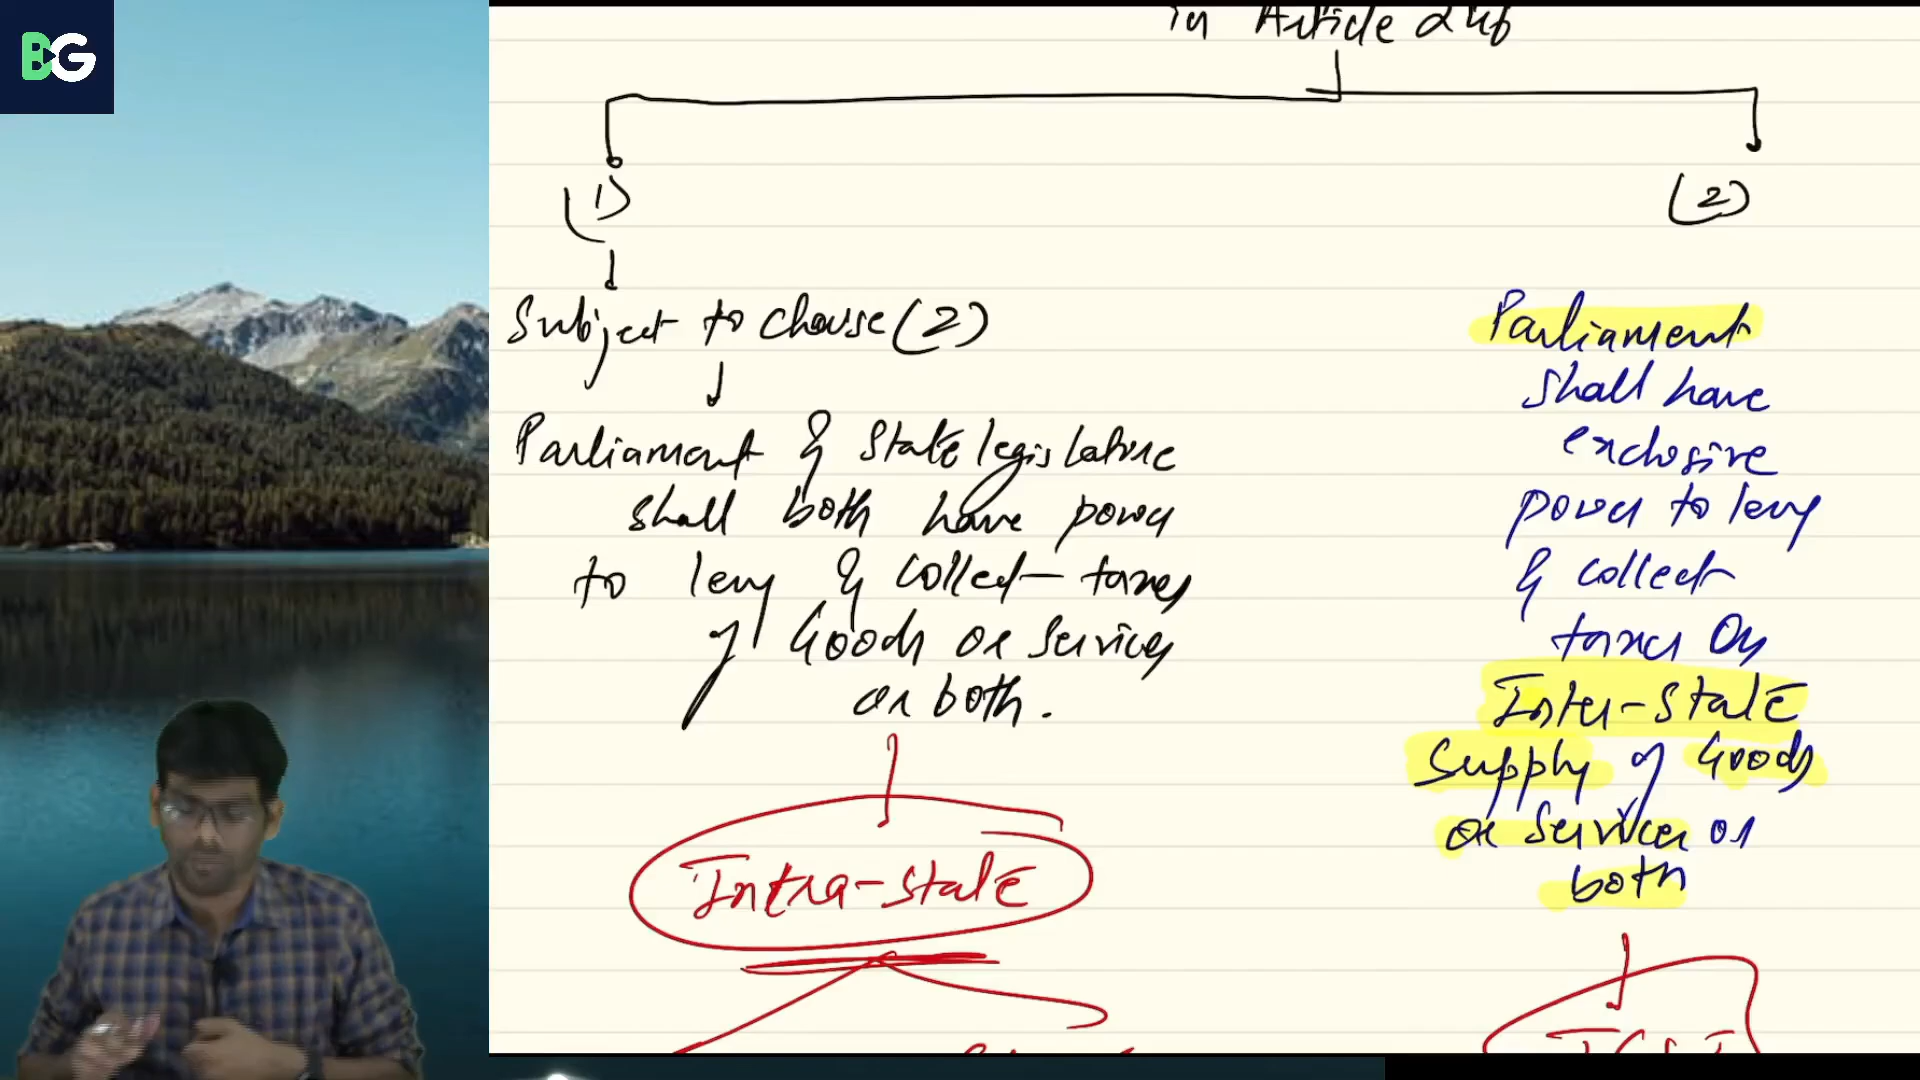 BG
in Article 246
(1)
(2)
Subject to clause (2)
Parliament & State legislature
shall both have power
to levy & collect taxes
of Goods or Services
or both.
Intra-State
Parliament
shall have
exclusive
power to levy
& collect
taxes on
Inter-State
Supply of Goods
or Services or
both
IGST